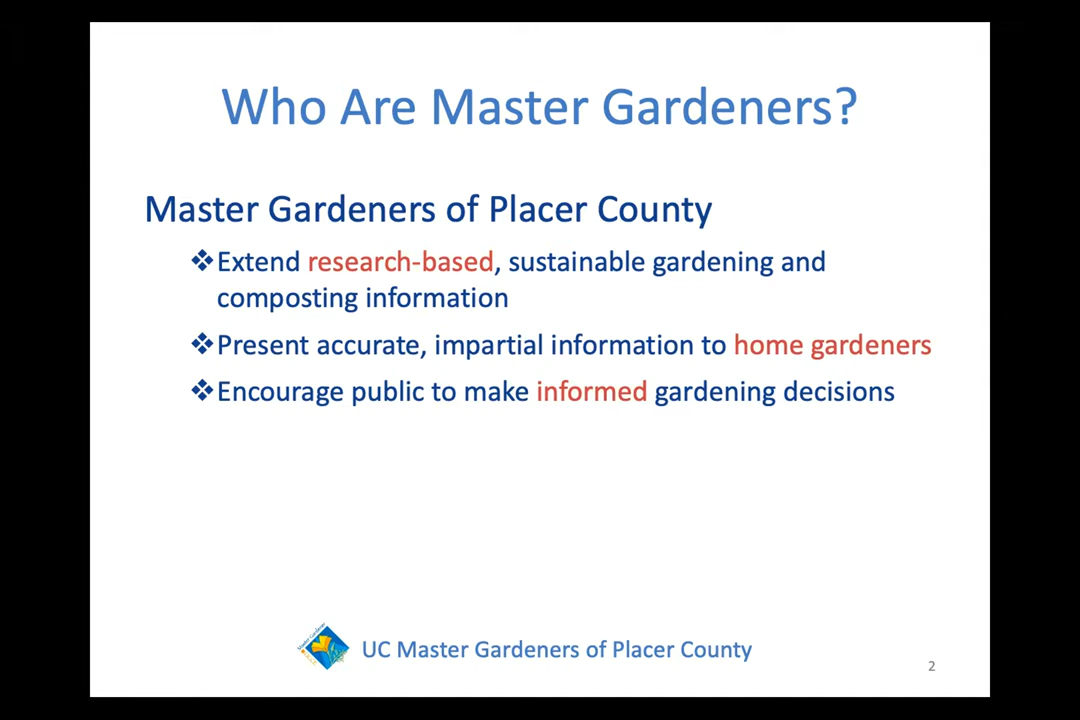 Who Are Master Gardeners?
Master Gardeners of Placer County
❖Extend research-based, sustainable gardening and
composting information
❖Present accurate, impartial information to home gardeners
❖Encourage public to make informed gardening decisions
Master Gardener
UC Master Gardeners of Placer County
2